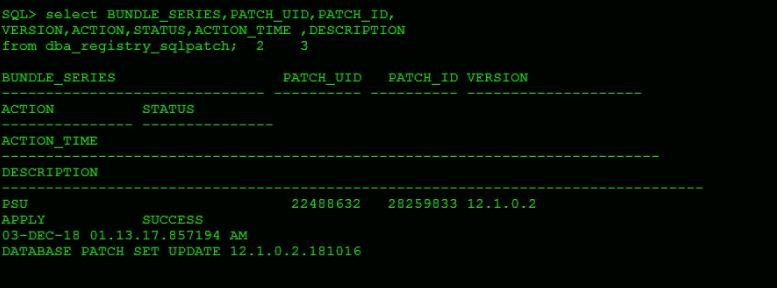 SQL> select BUNDLE_SERIES,PATCH_UID,PATCH_ID,
VERSION,ACTION,STATUS,ACTION_TIME ,DESCRIPTION
from dba_registry_sqlpatch;  2    3

BUNDLE_SERIES                   PATCH_UID   PATCH_ID VERSION
------------------------------ ---------- ---------- --------------------
ACTION          STATUS
--------------- ---------------
ACTION_TIME
---------------------------------------------------------------------------
DESCRIPTION
--------------------------------------------------------------------------------
PSU                              22488632   28259833 12.1.0.2
APPLY           SUCCESS
03-DEC-18 01.13.17.857194 AM
DATABASE PATCH SET UPDATE 12.1.0.2.181016